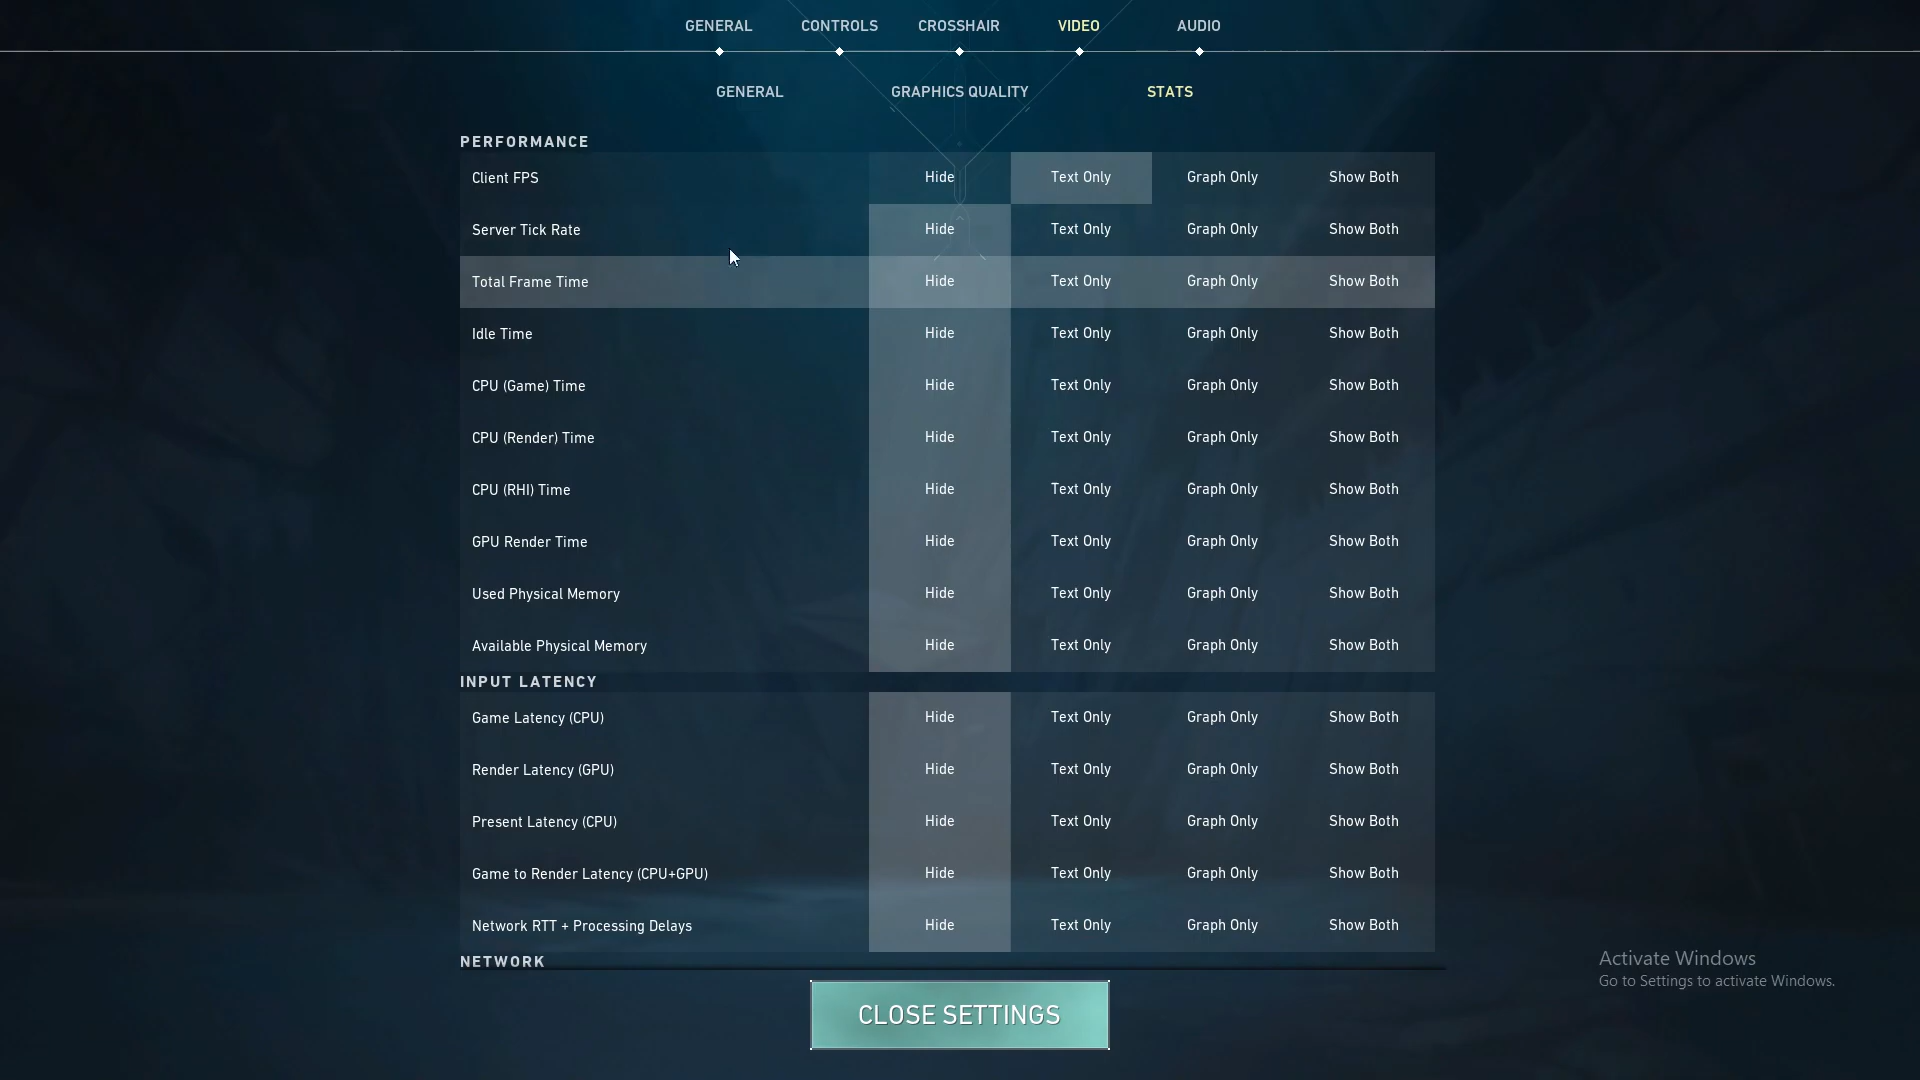 GENERAL CONTROLS CROSSHAIR VIDEO AUDIO
GENERAL GRAPHICS QUALITY STATS
PERFORMANCE
Client FPS Hide Text Only Graph Only Show Both
Server Tick Rate Hide Text Only Graph Only Show Both
Total Frame Time Hide Text Only Graph Only Show Both
Idle Time Hide Text Only Graph Only Show Both
CPU (Game) Time Hide Text Only Graph Only Show Both
CPU (Render) Time Hide Text Only Graph Only Show Both
CPU (RHI) Time Hide Text Only Graph Only Show Both
GPU Render Time Hide Text Only Graph Only Show Both
Used Physical Memory Hide Text Only Graph Only Show Both
Available Physical Memory Hide Text Only Graph Only Show Both
INPUT LATENCY
Game Latency (CPU) Hide Text Only Graph Only Show Both
Render Latency (GPU) Hide Text Only Graph Only Show Both
Present Latency (CPU) Hide Text Only Graph Only Show Both
Game to Render Latency (CPU+GPU) Hide Text Only Graph Only Show Both
Network RTT + Processing Delays Hide Text Only Graph Only Show Both
NETWORK
Activate Windows
Go to Settings to activate Windows.
CLOSE SETTINGS